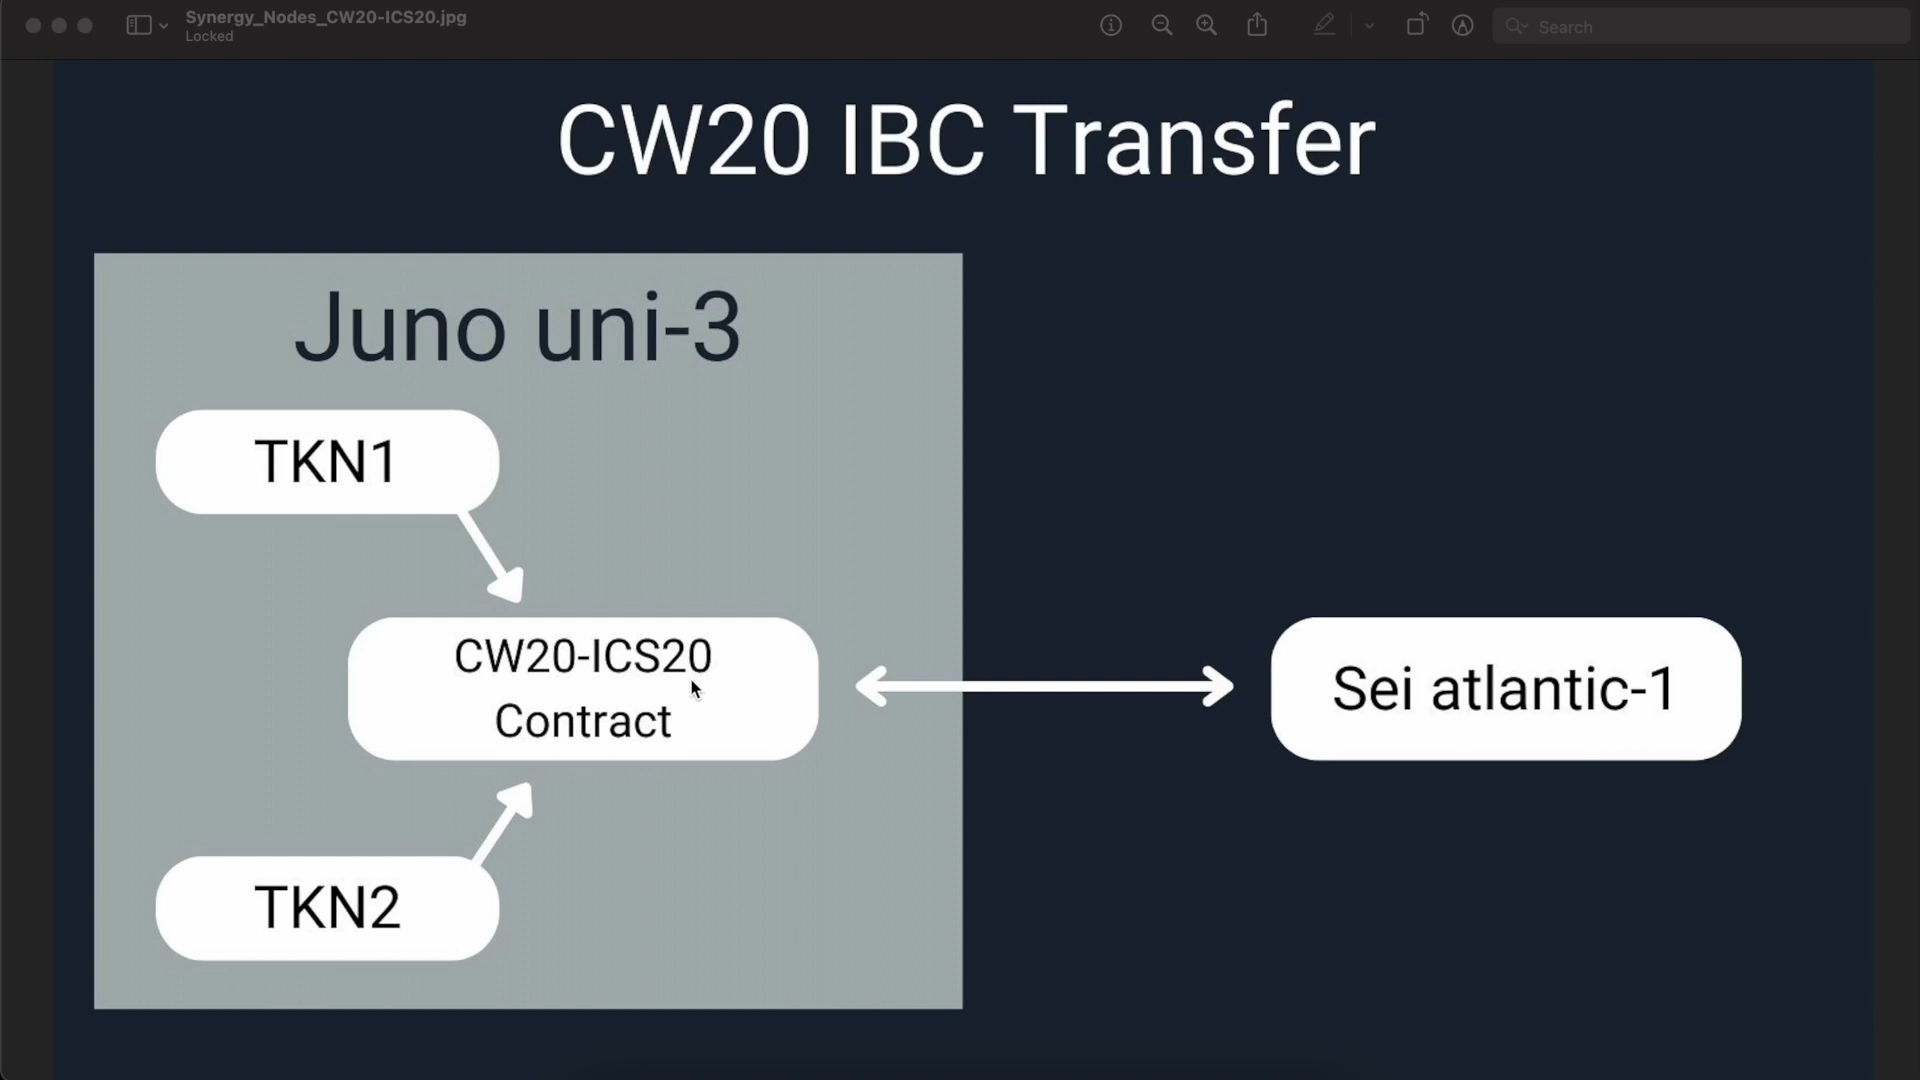 Synergy_Nodes_CW20-ICS20.jpg
Locked
Search
CW20 IBC Transfer
Juno uni-3
TKN1
CW20-ICS20
Contract
Sei atlantic-1
TKN2